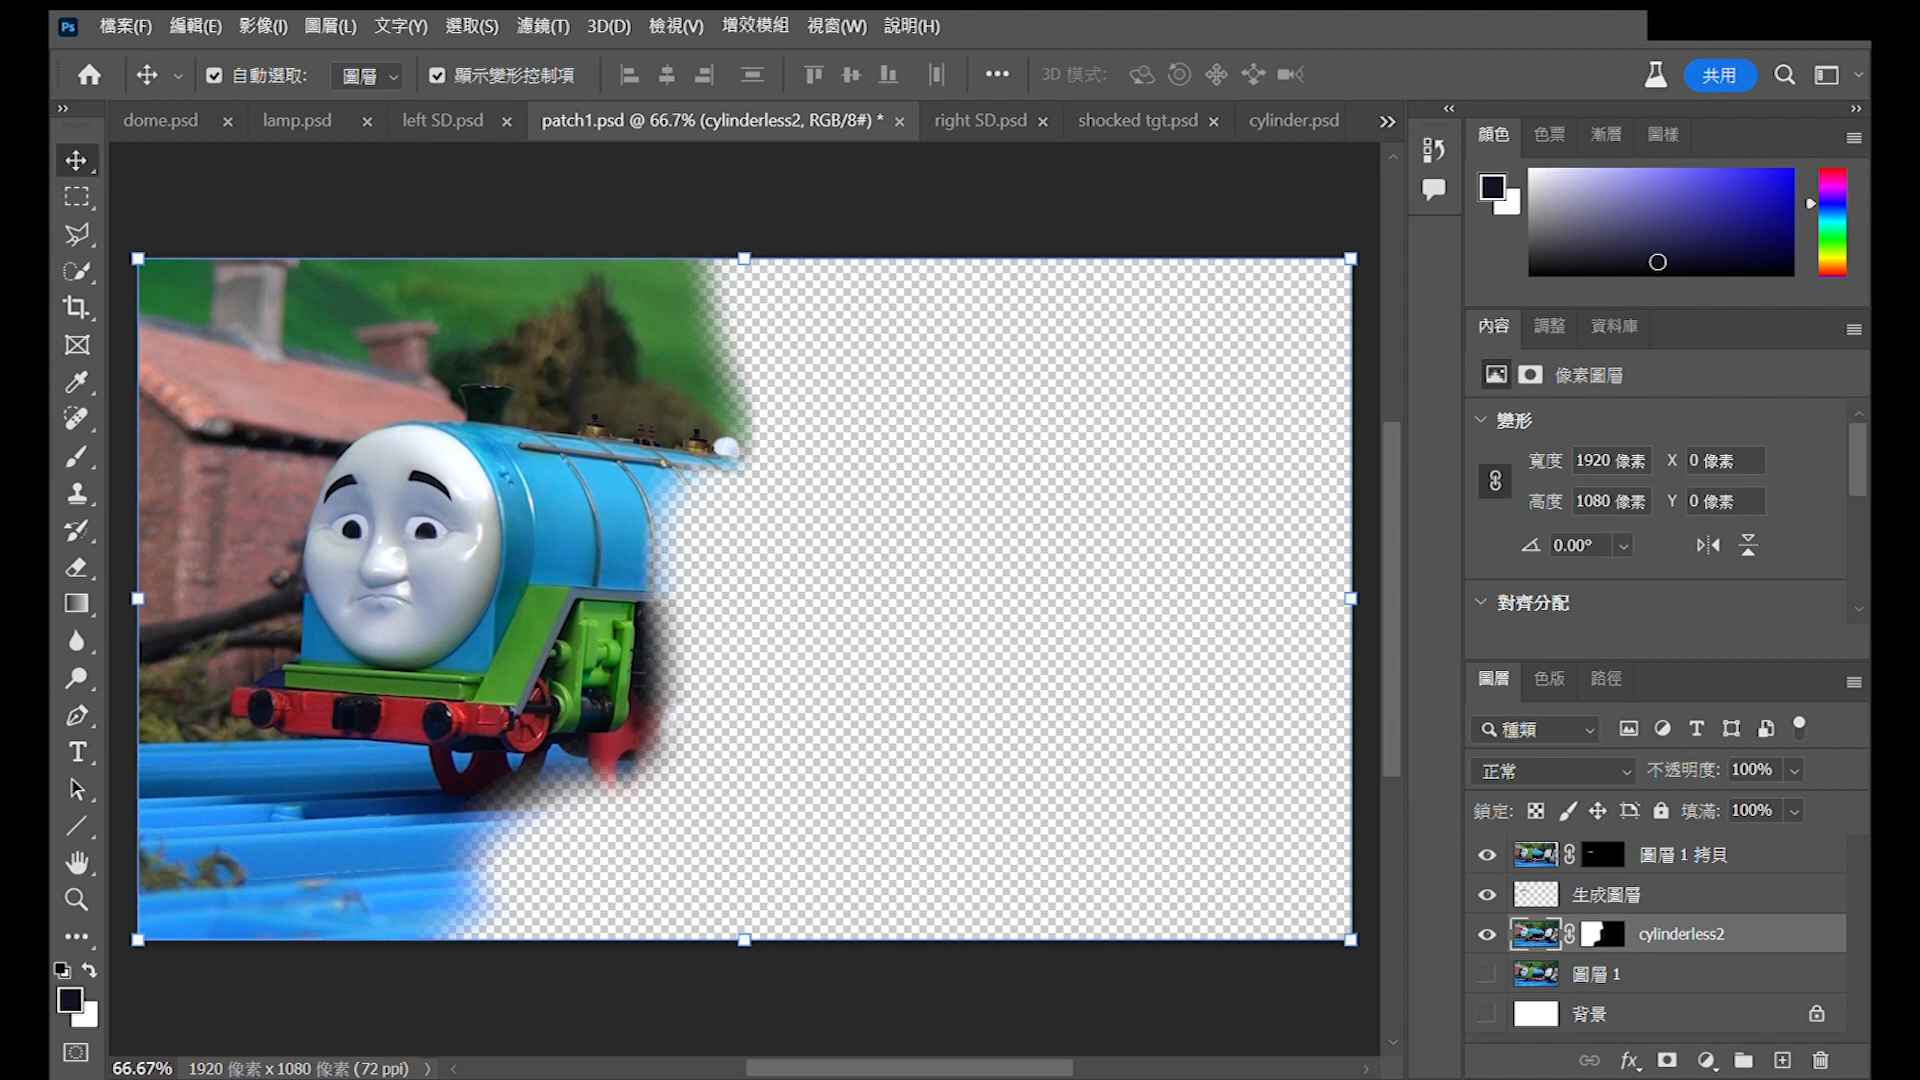 Ps 檔案(F) 編輯(E) 影像(I) 圖層(L) 文字(Y) 選取(S) 濾鏡(T) 3D(D) 檢視(V) 增效模組 視窗(W) 說明(H)
自動選取: 圖層 顯示變形控制項 3D 模式: 共用
dome.psd lamp.psd left SD.psd patch1.psd @ 66.7% (cylinderless2, RGB/8#) * right SD.psd shocked tgt.psd cylinder.psd
顏色 色票 漸層 圖樣
內容 調整 資料庫
像素圖層
變形
寬度 1920 像素 X 0 像素
高度 1080 像素 Y 0 像素
0.00°
對齊分配
圖層 色版 路徑
種類
正常 不透明度: 100%
鎖定: 填滿: 100%
圖層 1 拷貝
生成圖層
cylinderless2
圖層 1
背景
66.67% 1920 像素 x 1080 像素 (72 ppi)
fx